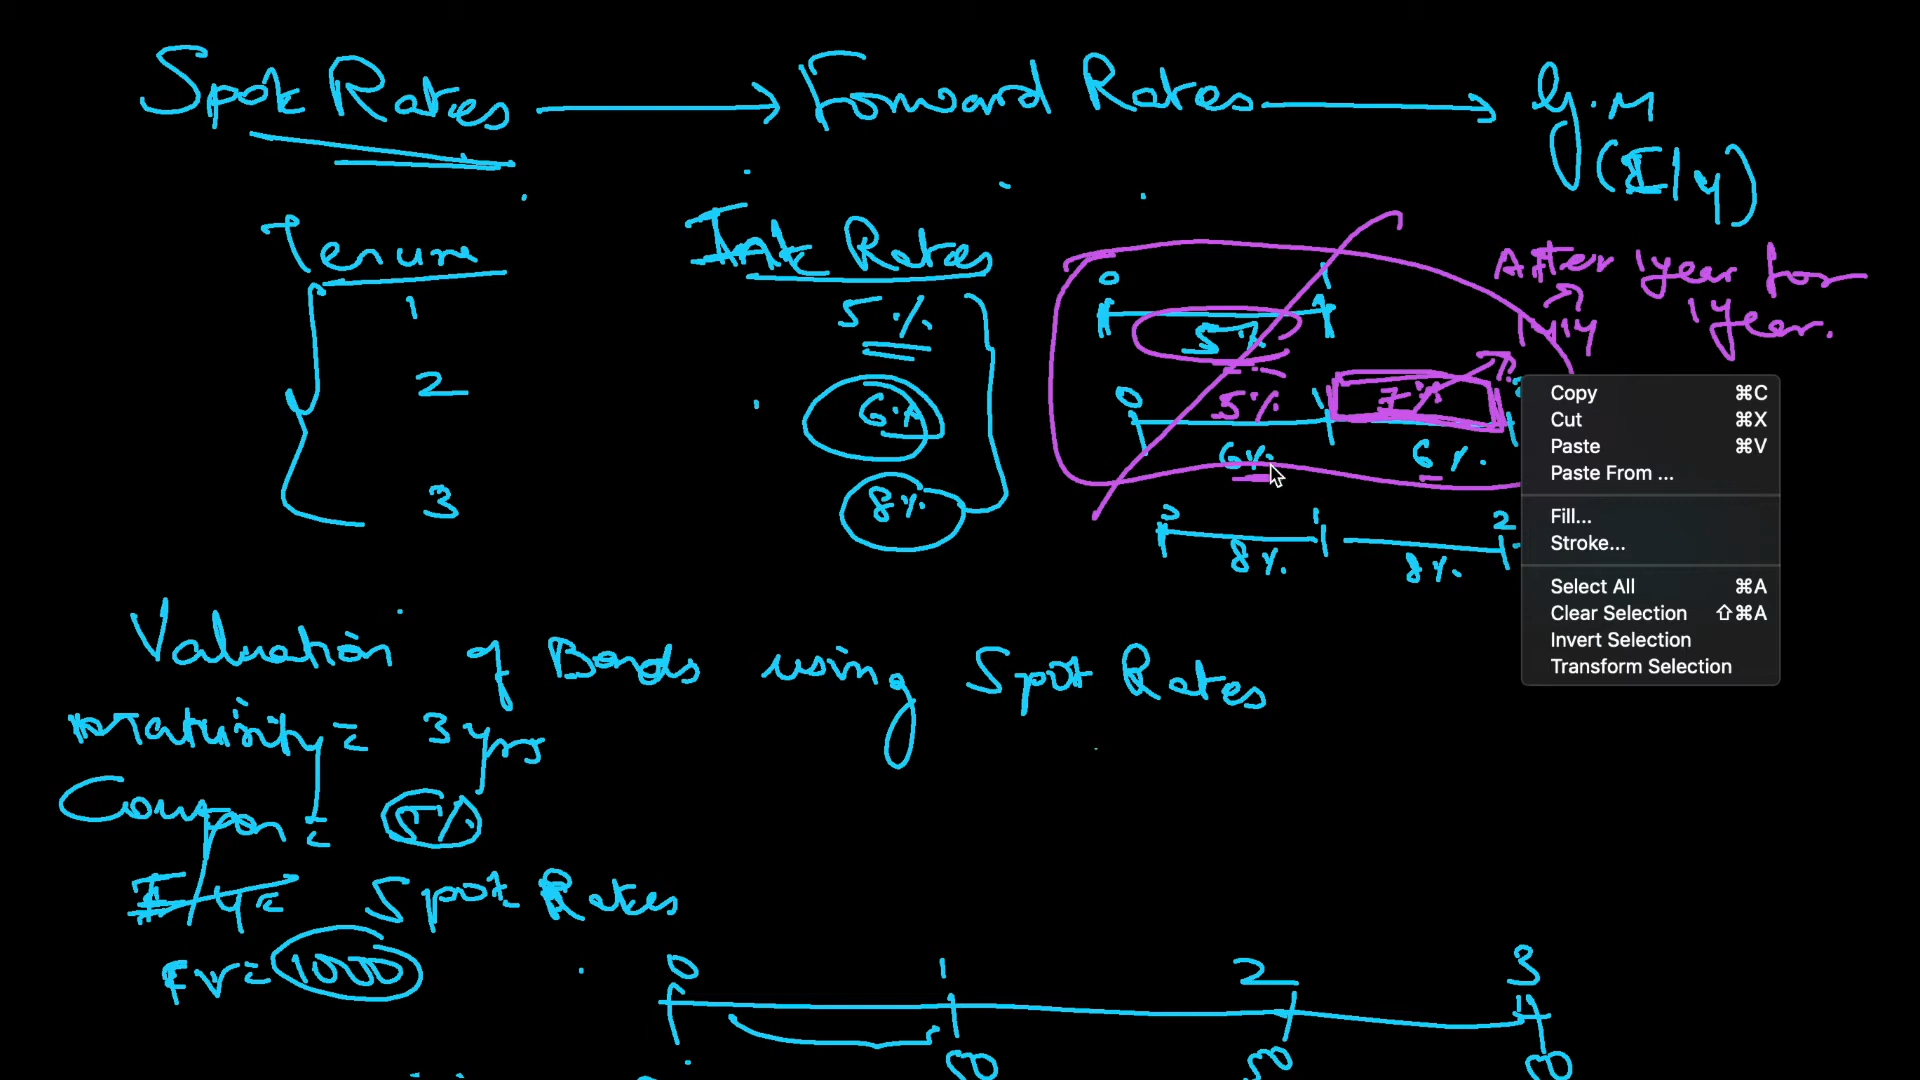 Spot Rates → Forward Rates → Y.M
(I/Y)
Tenure Int Rates
After 1 year for
1 year.
0 1
1 5% 5% 1y1y
0 5% 1 7%
2 6% 6% 6%.
3 8% 0 1 2
8%. 8%.
Copy ⌘C
Cut ⌘X
Paste ⌘V
Paste From ...
Fill...
Stroke...
Select All ⌘A
Clear Selection ⇧⌘A
Invert Selection
Transform Selection
Valuation of Bonds using Spot Rates
Maturity = 3 yrs
Coupon = 5%
I/Y = Spot Rates
FV = 1000
0 1 2 3
50 50 50